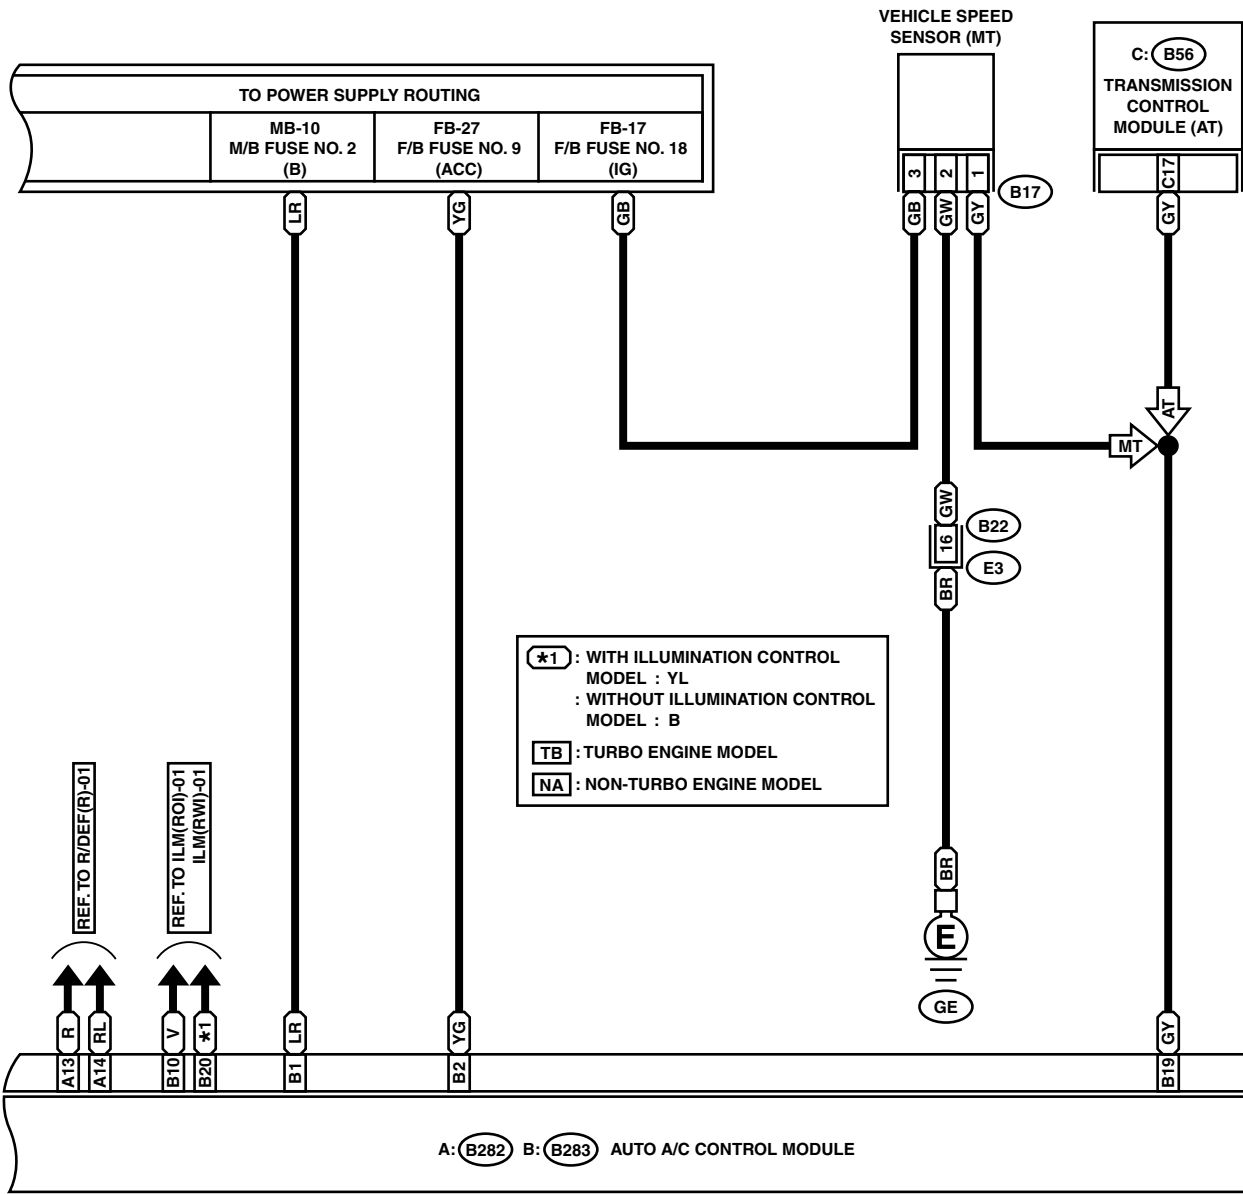 VEHICLE SPEED
SENSOR (MT)
C: B56
TRANSMISSION
CONTROL
MODULE (AT)
TO POWER SUPPLY ROUTING
MB-10
M/B FUSE NO. 2
(B)
FB-27
F/B FUSE NO. 9
(ACC)
FB-17
F/B FUSE NO. 18
(IG)
3
2
1
B17
C17
LR
YG
GB
GB
GW
GY
GY
AT
MT
GW
16
B22
E3
BR
*1 : WITH ILLUMINATION CONTROL
MODEL : YL
: WITHOUT ILLUMINATION CONTROL
MODEL : B
TB : TURBO ENGINE MODEL
NA : NON-TURBO ENGINE MODEL
REF. TO R/DEF(R)-01
REF. TO ILM(ROI)-01
ILM(RWI)-01
BR
E
GE
R
RL
V
*1
LR
YG
GY
A13
A14
B10
B20
B1
B2
B19
A: B282 B: B283 AUTO A/C CONTROL MODULE